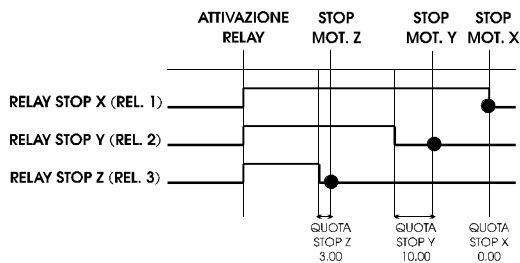 ATTIVAZIONE RELAY
STOP MOT. Z
STOP MOT. Y
STOP MOT. X
RELAY STOP X (REL. 1)
RELAY STOP Y (REL. 2)
RELAY STOP Z (REL. 3)
QUOTA STOP Z 3.00
QUOTA STOP Y 10.00
QUOTA STOP X 0.00